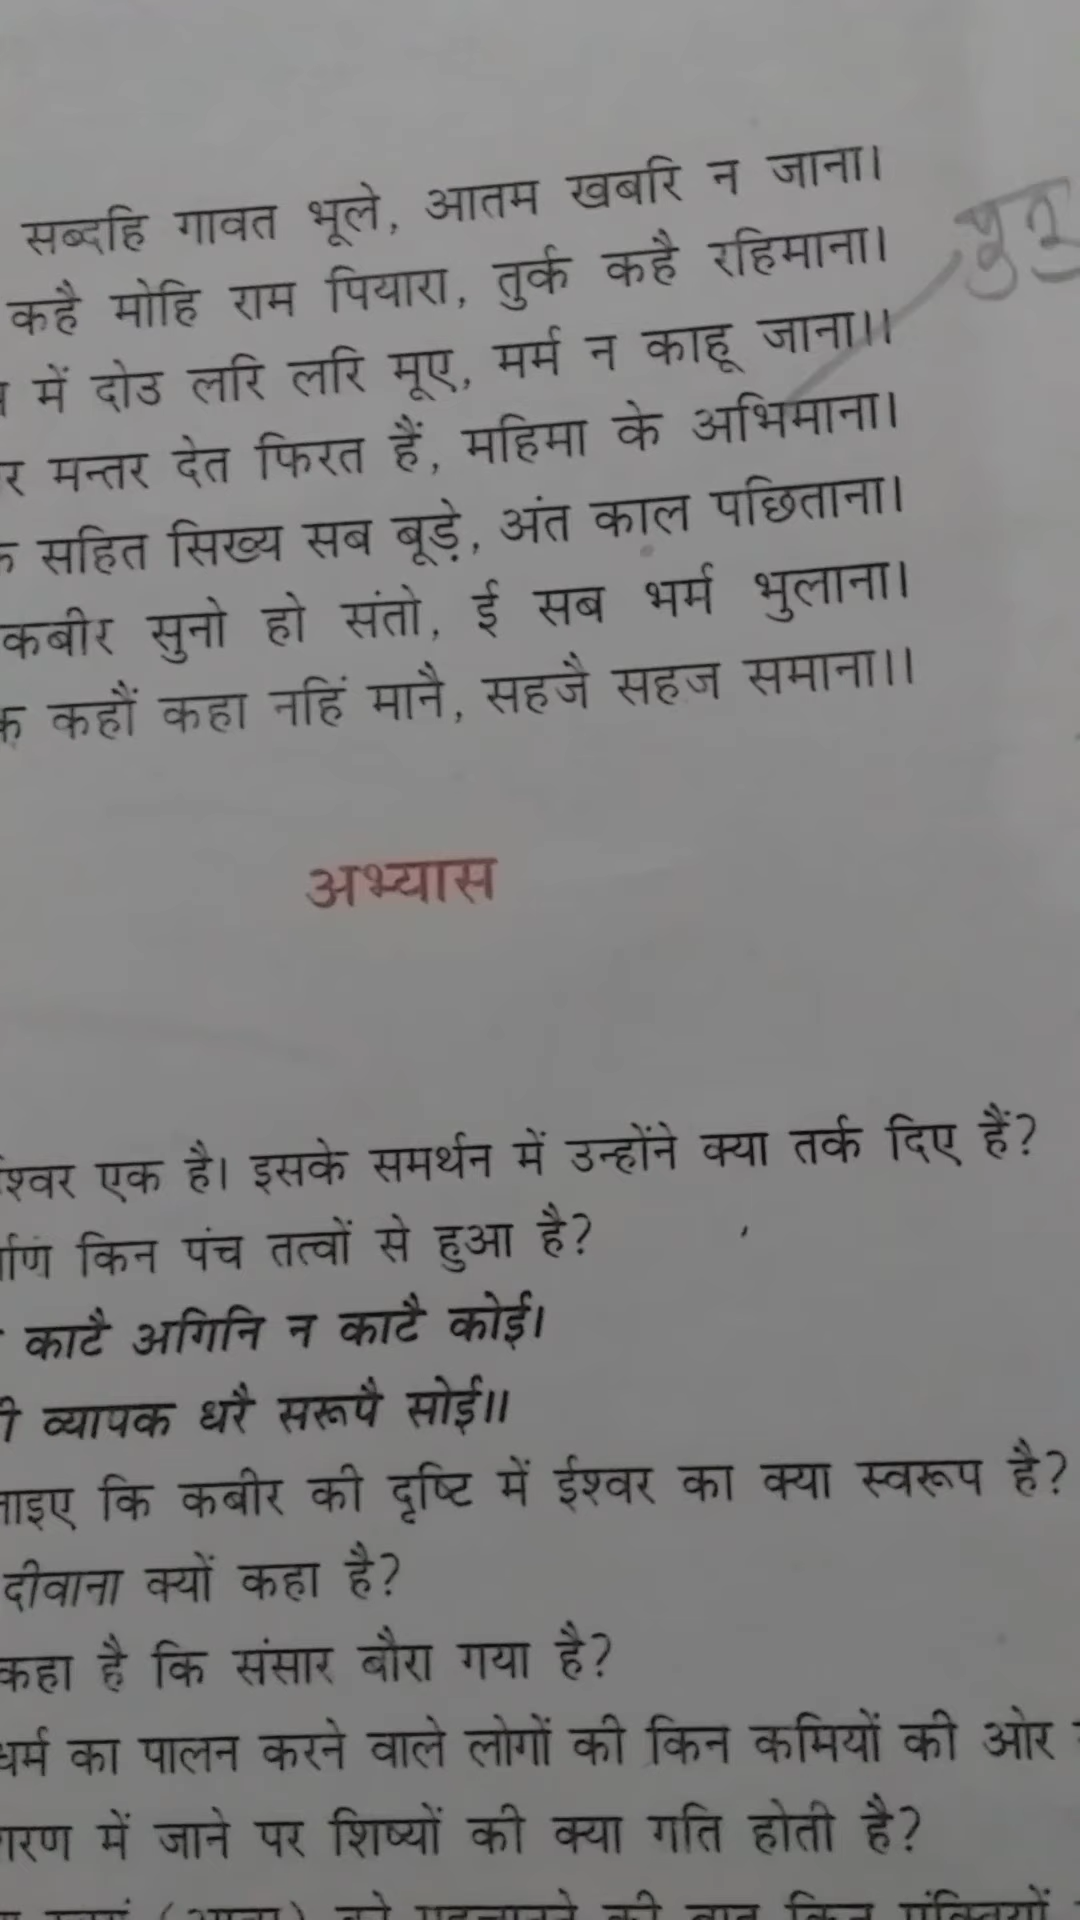 सब्दहि गावत भूले, आतम खबरि न जाना।
कहै मोहि राम पियारा, तुर्क कहै रहिमाना।
में दोउ लरि लरि मूए, मर्म न काहू जाना।।
मन्तर देत फिरत हैं, महिमा के अभिमाना।
सहित सिख्य सब बूड़े, अंत काल पछिताना।
कबीर सुनो हो संतो, ई सब भर्म भुलाना।
कहौं कहा नहिं मानै, सहजै सहज समाना।।
अभ्यास
श्वर एक है। इसके समर्थन में उन्होंने क्या तर्क दिए हैं?
किन पंच तत्वों से हुआ है?
काटै अगिनि न काटै कोई।
व्यापक धरै सरूपै सोई॥
कि कबीर की दृष्टि में ईश्वर का क्या स्वरूप है?
दीवाना क्यों कहा है?
कहा है कि संसार बौरा गया है?
धर्म का पालन करने वाले लोगों की किन कमियों की ओर
में जाने पर शिष्यों की क्या गति होती है?